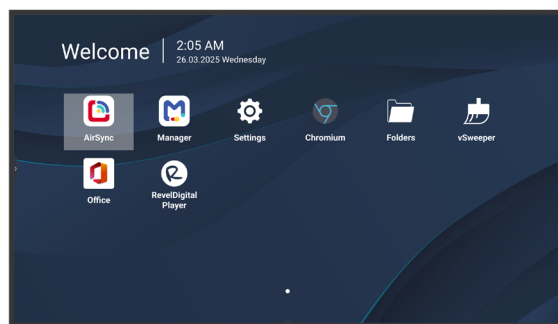 Welcome
2:05 AM
26.03.2025 Wednesday
AirSync
Manager
Settings
Chromium
Folders
vSweeper
Office
RevelDigital
Player